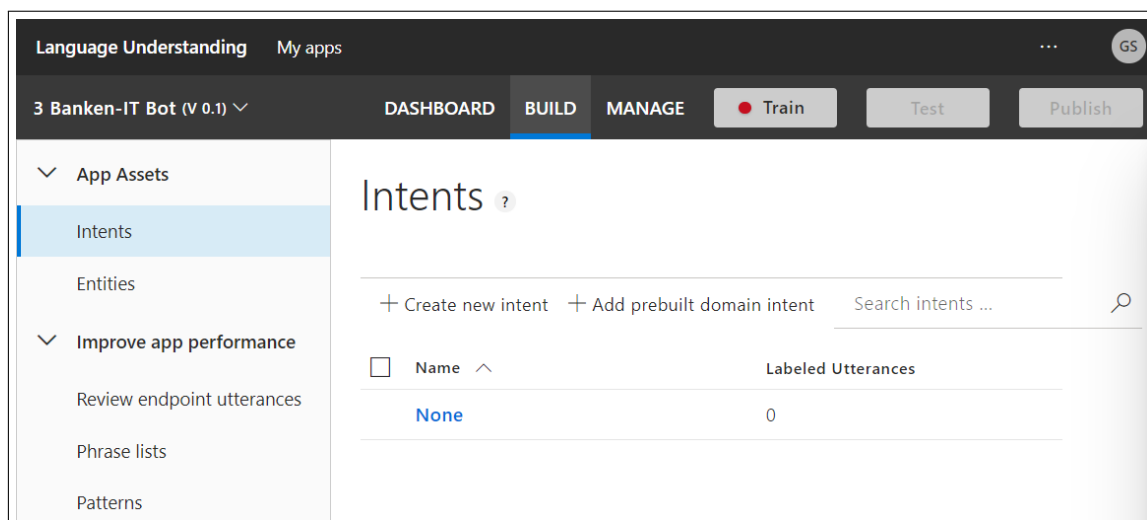 Language Understanding My apps ... GS
3 Banken-IT Bot (V 0.1) DASHBOARD BUILD MANAGE Train Test Publish
App Assets
Intents
Entities
Improve app performance
Review endpoint utterances
Phrase lists
Patterns
Intents ?
+ Create new intent + Add prebuilt domain intent Search intents ...
Name Labeled Utterances
None 0